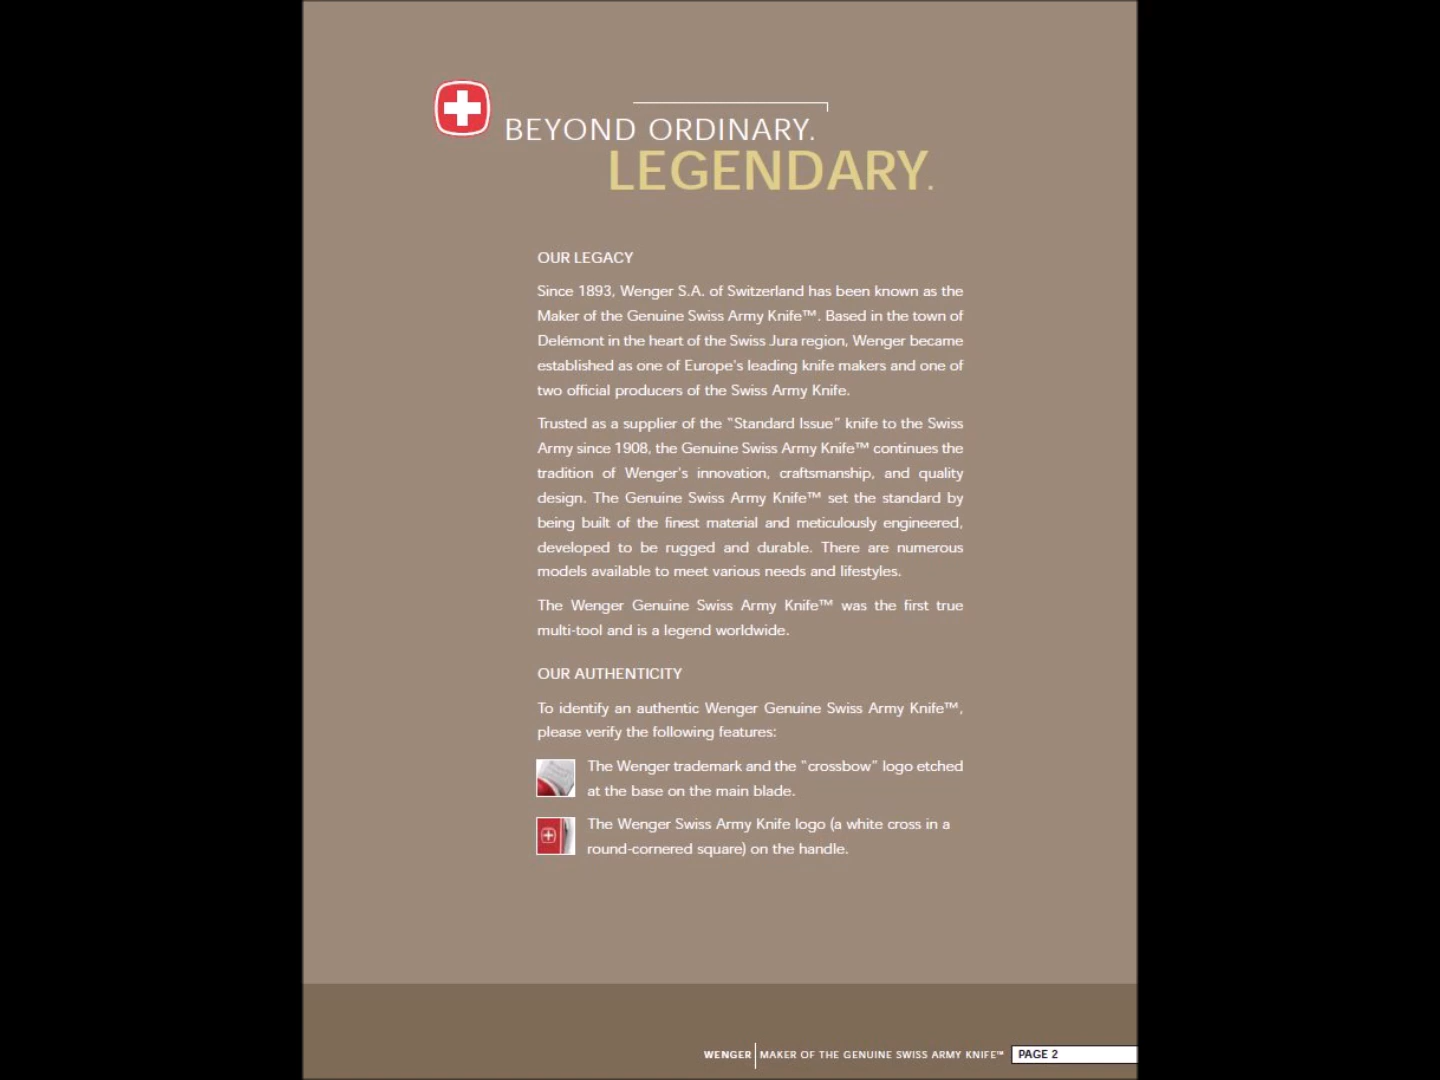 BEYOND ORDINARY.
LEGENDARY.
OUR LEGACY
Since 1893, Wenger S.A. of Switzerland has been known as the
Maker of the Genuine Swiss Army Knife™. Based in the town of
Delémont in the heart of the Swiss Jura region, Wenger became
established as one of Europe's leading knife makers and one of
two official producers of the Swiss Army Knife.
Trusted as a supplier of the "Standard Issue" knife to the Swiss
Army since 1908, the Genuine Swiss Army Knife™ continues the
tradition of Wenger's innovation, craftsmanship, and quality
design. The Genuine Swiss Army Knife™ set the standard by
being built of the finest material and meticulously engineered,
developed to be rugged and durable. There are numerous
models available to meet various needs and lifestyles.
The Wenger Genuine Swiss Army Knife™ was the first true
multi-tool and is a legend worldwide.
OUR AUTHENTICITY
To identify an authentic Wenger Genuine Swiss Army Knife™,
please verify the following features:
The Wenger trademark and the "crossbow" logo etched
at the base on the main blade.
The Wenger Swiss Army Knife logo (a white cross in a
round-cornered square) on the handle.
WENGER MAKER OF THE GENUINE SWISS ARMY KNIFE™ PAGE 2